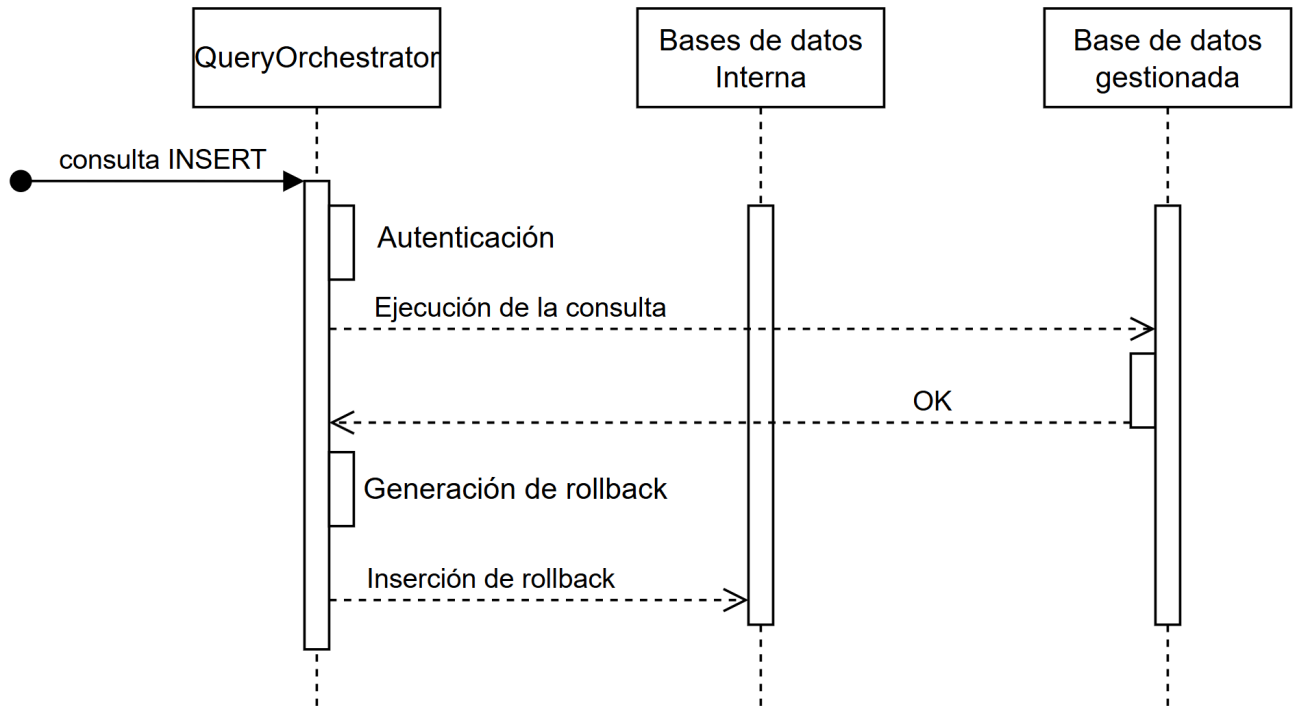 QueryOrchestrator
Bases de datos
Interna
Base de datos
gestionada
consulta INSERT
Autenticación
Ejecución de la consulta
OK
Generación de rollback
Inserción de rollback